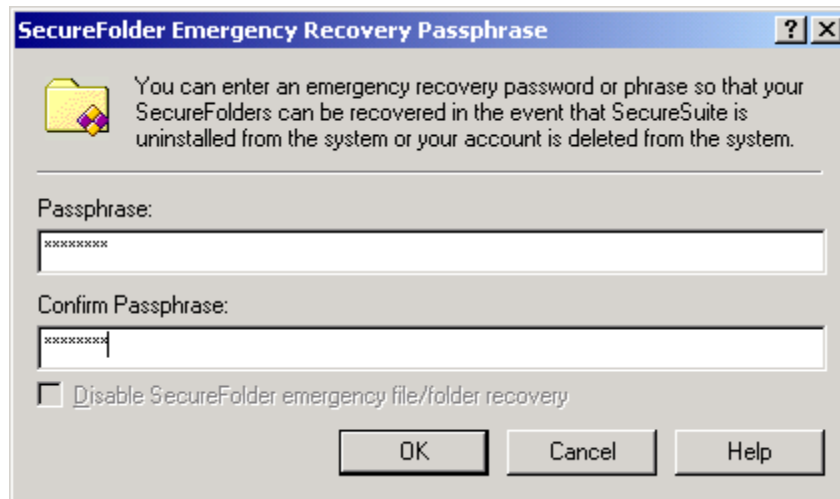 SecureFolder Emergency Recovery Passphrase
You can enter an emergency recovery password or phrase so that your
SecureFolders can be recovered in the event that SecureSuite is
uninstalled from the system or your account is deleted from the system.
Passphrase:
××××××××
Confirm Passphrase:
××××××××
Disable SecureFolder emergency file/folder recovery
OK Cancel Help